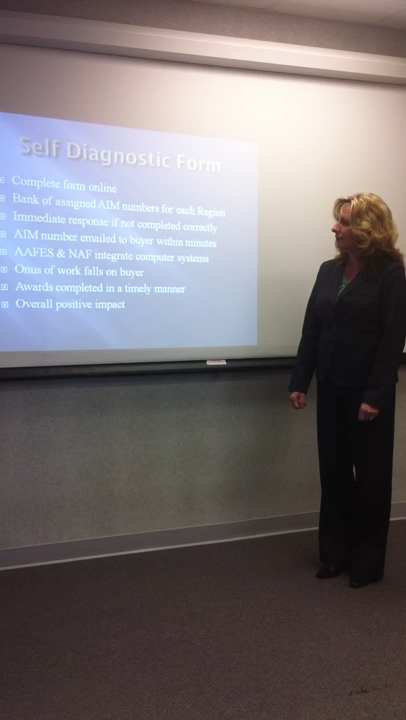 Self Diagnostic Form
Complete form online
Bank of assigned AIM numbers for each Region
Immediate response if not completed correctly
AIM number emailed to buyer within minutes
AAFES & NAF integrate computer systems
Onus of work falls on buyer
Awards completed in a timely manner
Overall positive impact